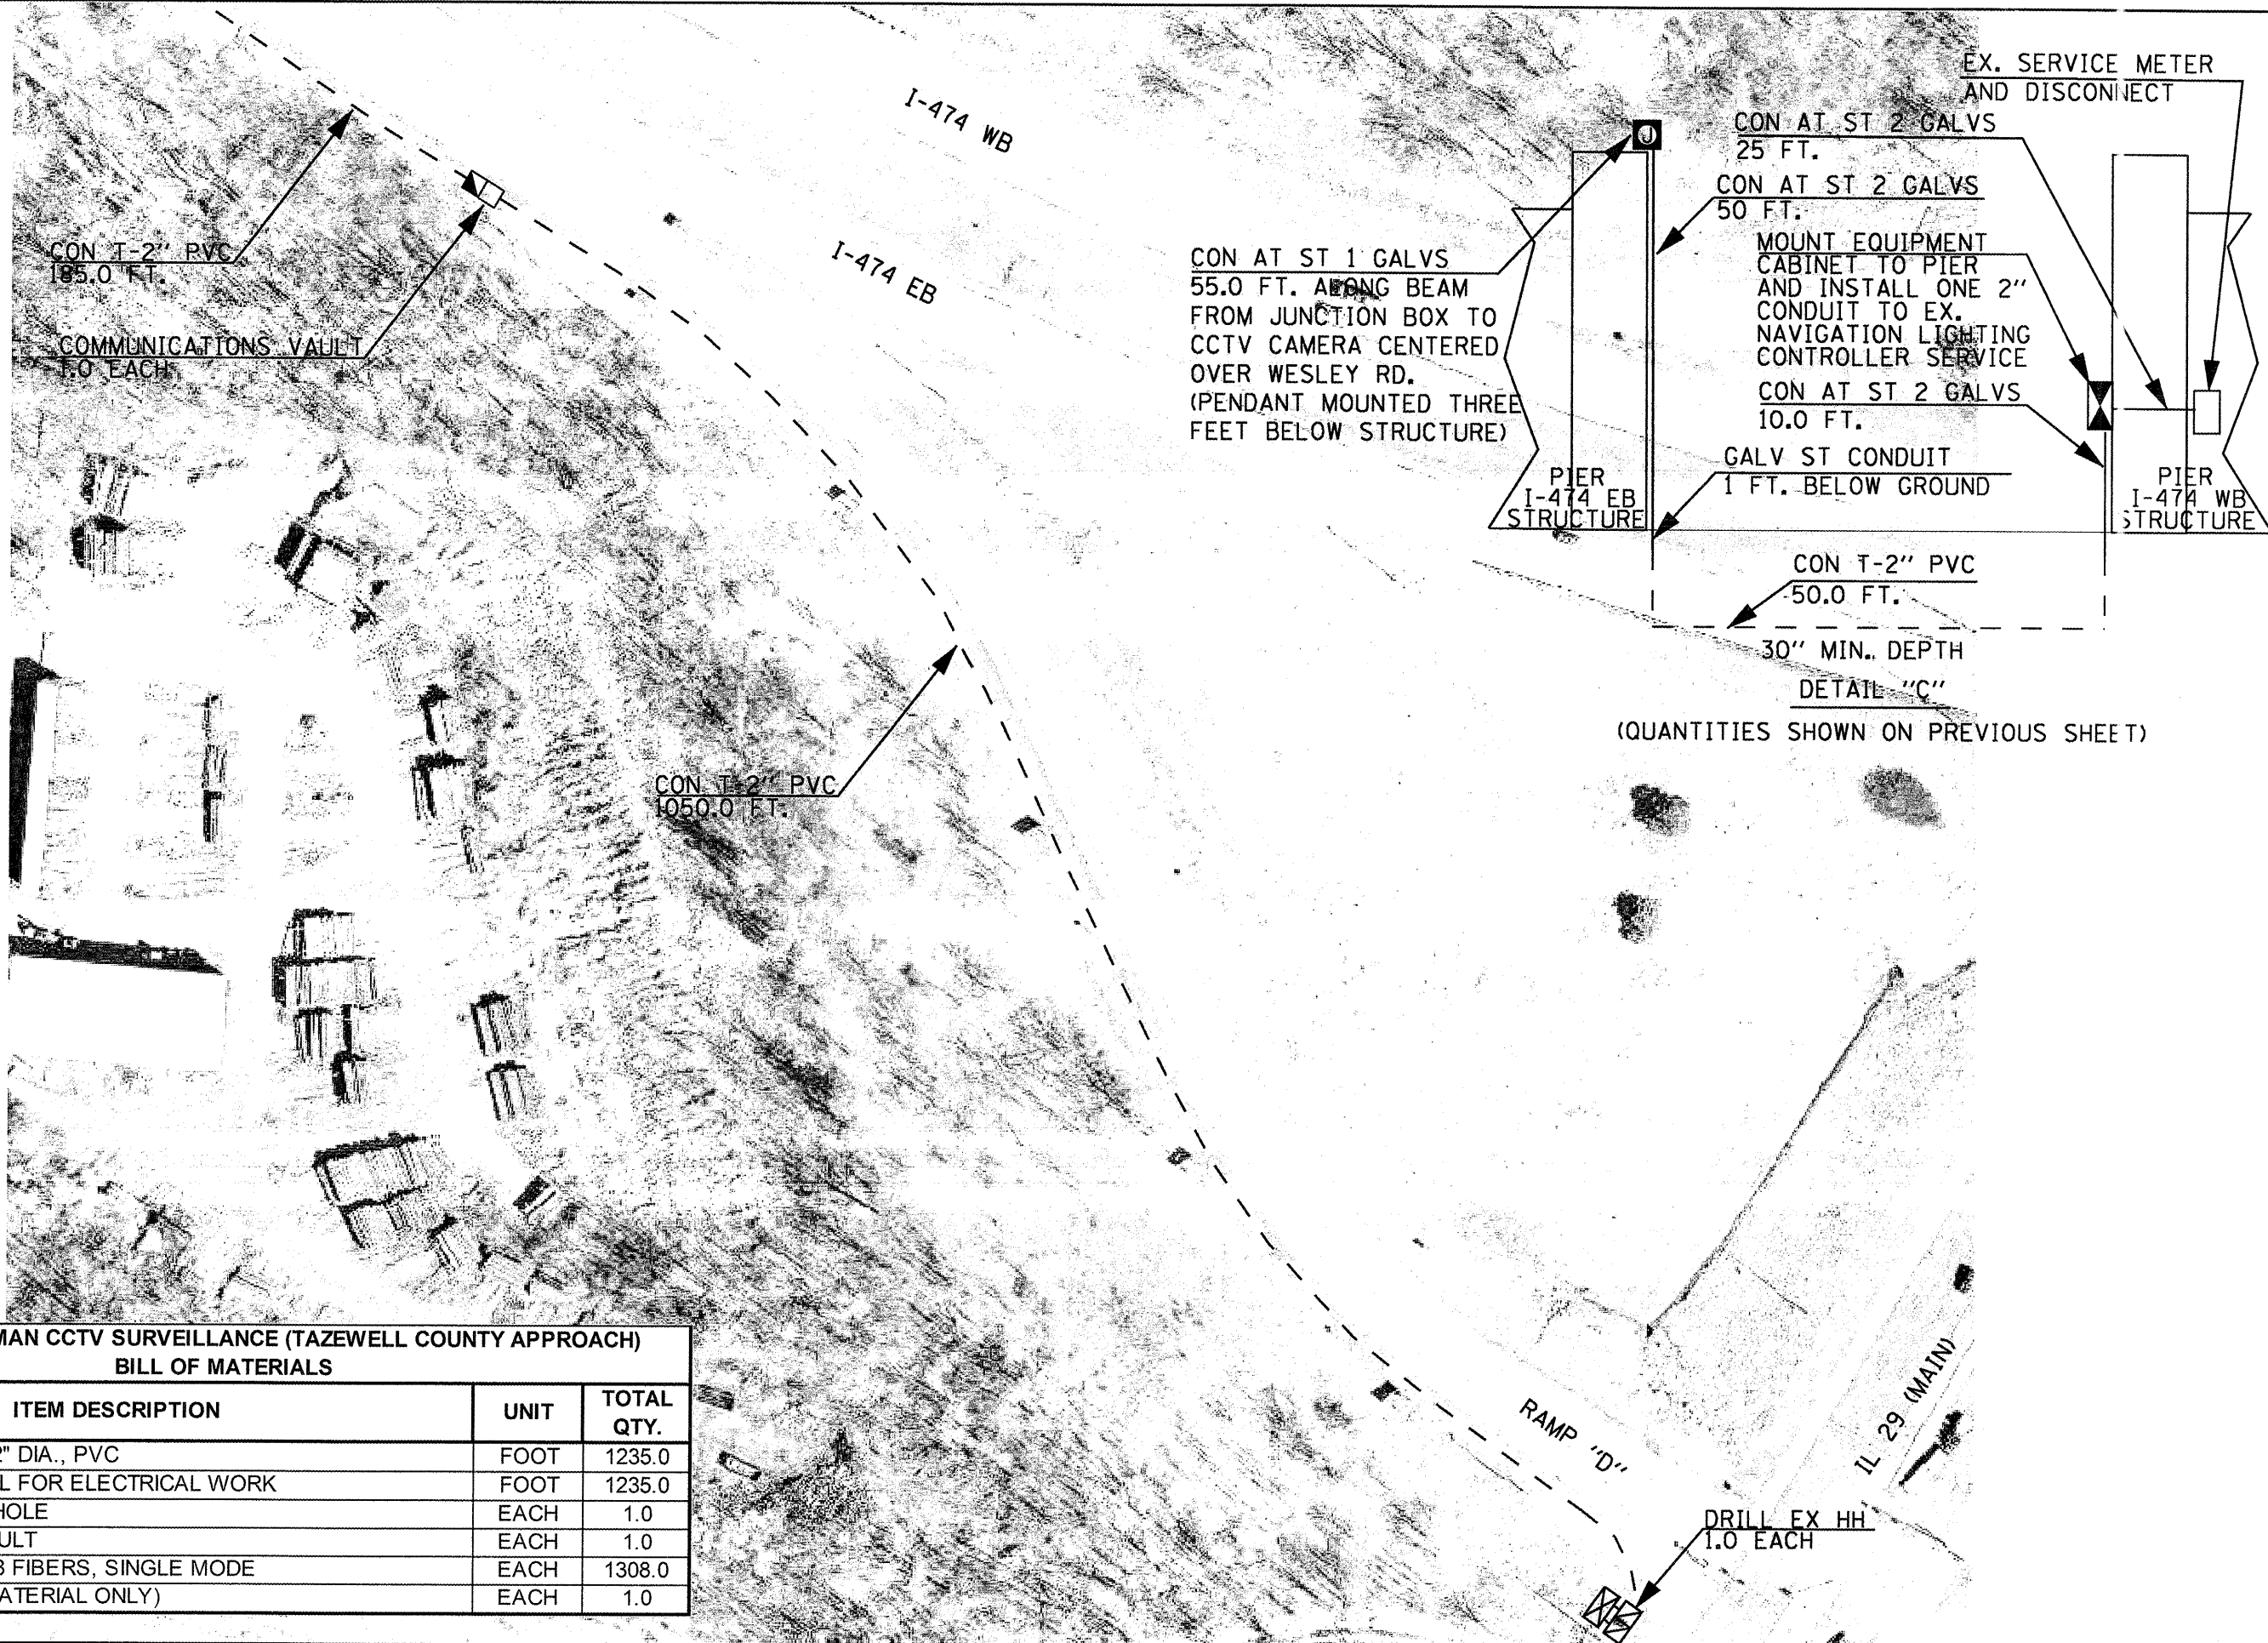 I-474 WB
I-474 EB
CON T-2" PVC
185.0 FT.
COMMUNICATIONS VAULT
1.0 EACH
CON T-2" PVC
1050.0 FT.
EX. SERVICE METER
AND DISCONNECT
CON AT ST 2 GALVS
25 FT.
CON AT ST 2 GALVS
50 FT.
J
CON AT ST 1 GALVS
55.0 FT. ALONG BEAM
FROM JUNCTION BOX TO
CCTV CAMERA CENTERED
OVER WESLEY RD.
(PENDANT MOUNTED THREE
FEET BELOW STRUCTURE)
MOUNT EQUIPMENT
CABINET TO PIER
AND INSTALL ONE 2"
CONDUIT TO EX.
NAVIGATION LIGHTING
CONTROLLER SERVICE
CON AT ST 2 GALVS
10.0 FT.
GALV ST CONDUIT
1 FT. BELOW GROUND
PIER
I-474 EB
STRUCTURE
PIER
I-474 WB
STRUCTURE
CON T-2" PVC
50.0 FT.
30" MIN. DEPTH
DETAIL "C"
(QUANTITIES SHOWN ON PREVIOUS SHEET)
RAMP "D"
IL 29 (MAIN)
DRILL EX HH
1.0 EACH
MAN CCTV SURVEILLANCE (TAZEWELL COUNTY APPROACH)
BILL OF MATERIALS
ITEM DESCRIPTION UNIT TOTAL QTY.
2" DIA., PVC FOOT 1235.0
L FOR ELECTRICAL WORK FOOT 1235.0
HOLE EACH 1.0
ULT EACH 1.0
FIBERS, SINGLE MODE EACH 1308.0
ATERIAL ONLY) EACH 1.0